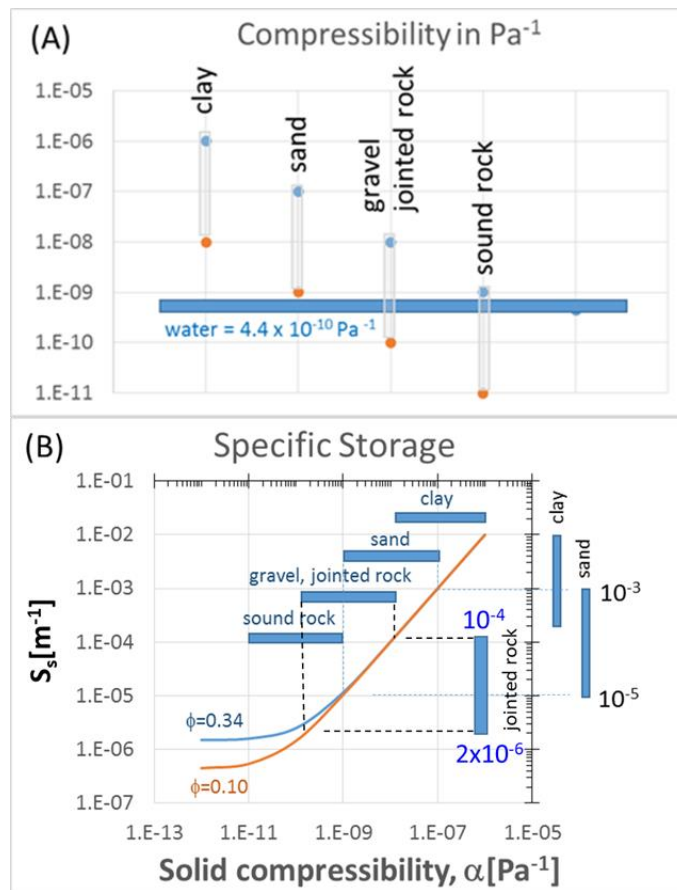 (A) Compressibility in Pa⁻¹
1.E-05
1.E-06
1.E-07
1.E-08
1.E-09
1.E-10
1.E-11
clay
sand
gravel
jointed rock
sound rock
water = 4.4 x 10⁻¹⁰ Pa ⁻¹
(B) Specific Storage
1.E-01
1.E-02
1.E-03
1.E-04
1.E-05
1.E-06
1.E-07
Sₛ[m⁻¹]
clay
sand
gravel, jointed rock
sound rock
ϕ=0.34
ϕ=0.10
10⁻⁴
jointed rock
2x10⁻⁶
clay
sand
10⁻³
10⁻⁵
1.E-13
1.E-11
1.E-09
1.E-07
1.E-05
Solid compressibility, α[Pa⁻¹]